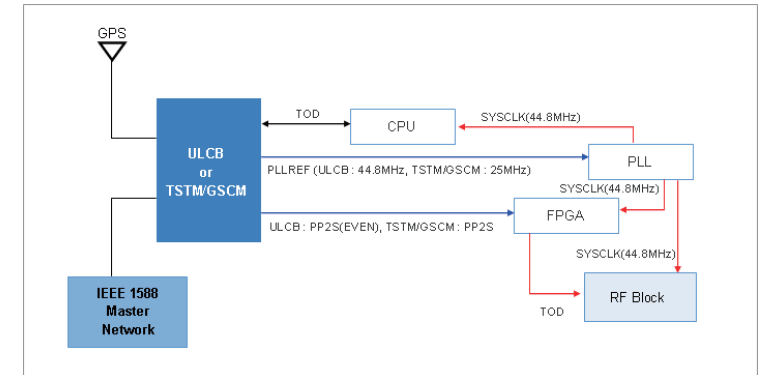 GPS
ULCB
or
TSTM/GSCM
TOD
CPU
SYSCLK(44.8MHz)
PLLREF (ULCB : 44.8MHz, TSTM/GSCM : 25MHz)
PLL
SYSCLK(44.8MHz)
FPGA
ULCB : PP2S(EVEN), TSTM/GSCM : PP2S
SYSCLK(44.8MHz)
IEEE 1588
Master
Network
RF Block
TOD